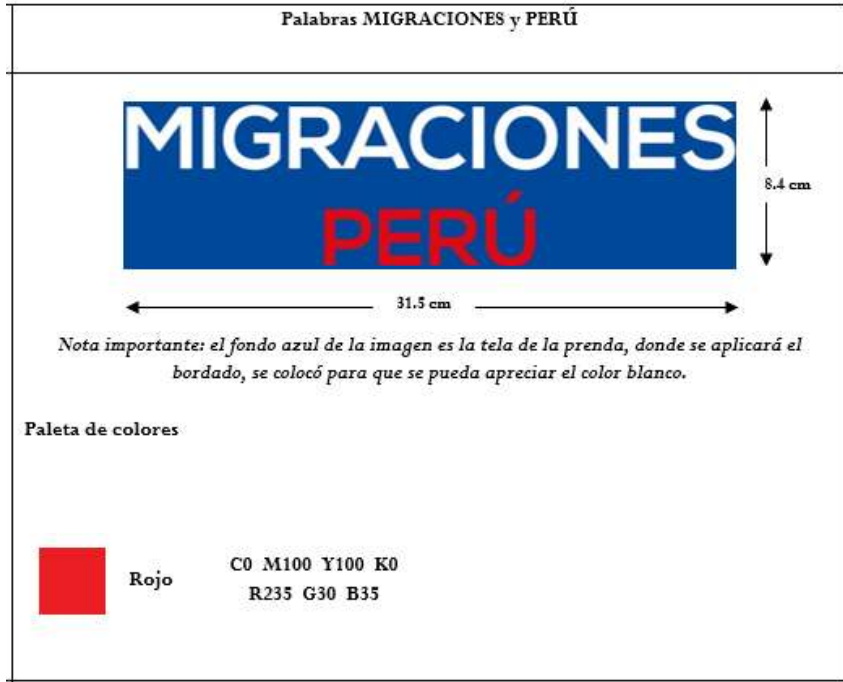 Palabras MIGRACIONES y PERÚ
MIGRACIONES
PERÚ
8.4 cm
31.5 cm
Nota importante: el fondo azul de la imagen es la tela de la prenda, donde se aplicará el
bordado, se colocó para que se pueda apreciar el color blanco.
Paleta de colores
Rojo
C0 M100 Y100 K0
R235 G30 B35